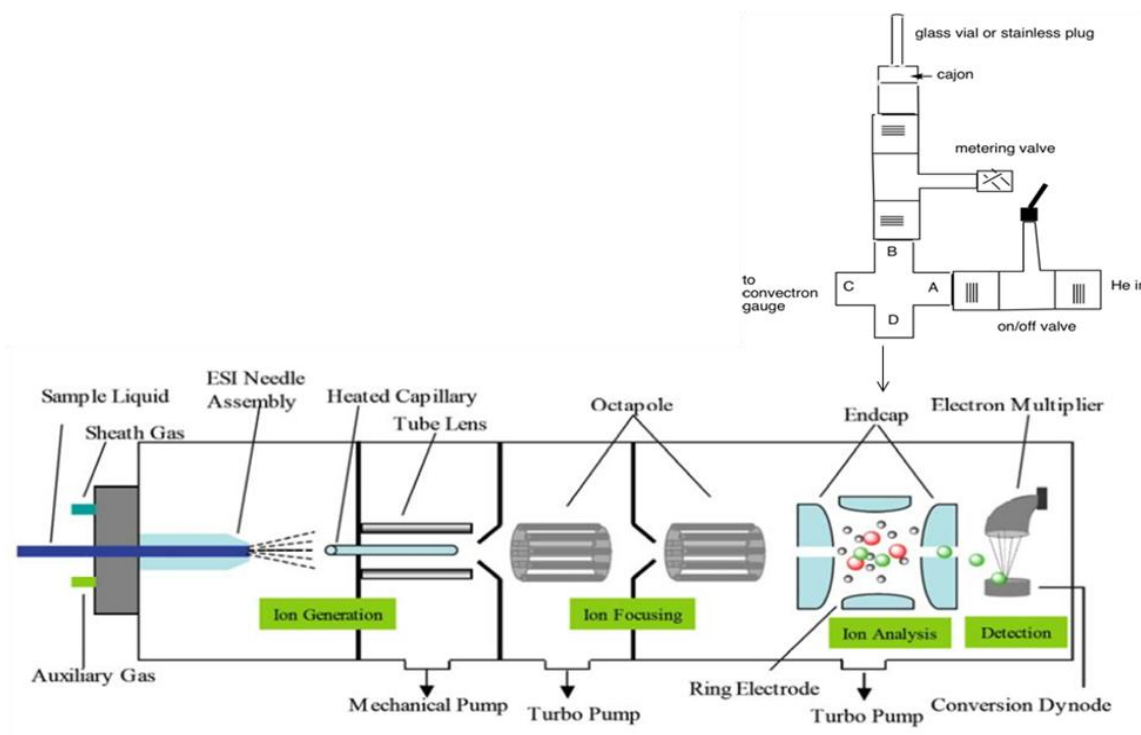 glass vial or stainless plug
cajon
metering valve
B
to
convectron
gauge
C
A
He in
D
on/off valve
ESI Needle
Assembly
Sample Liquid
Sheath Gas
Heated Capillary
Tube Lens
Octapole
Endcap
Electron Multiplier
Ion Generation
Ion Focusing
Ion Analysis
Detection
Auxiliary Gas
Mechanical Pump
Turbo Pump
Ring Electrode
Turbo Pump
Conversion Dynode